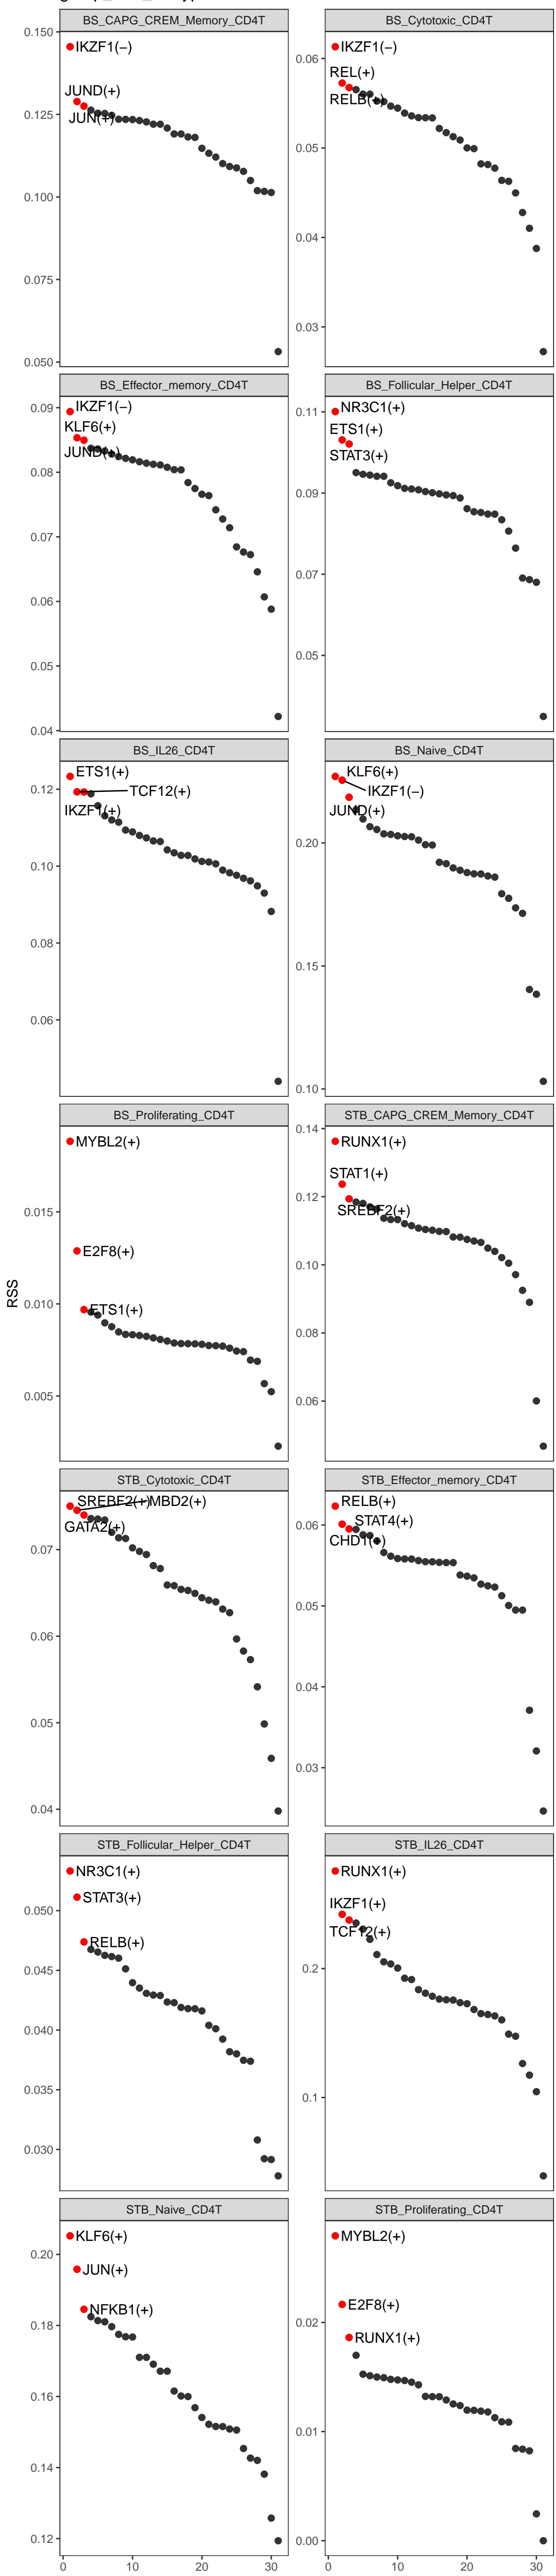 BS_CAPG_CREM_Memory_CD4T
BS_Cytotoxic_CD4T
0.150
0.125
0.100
0.075
0.050
IKZF1(−)
JUND(+)
JUN(+)
0.06
0.05
0.04
0.03
IKZF1(−)
REL(+)
RELB(+)
BS_Effector_memory_CD4T
BS_Follicular_Helper_CD4T
0.09
0.08
0.07
0.06
0.05
0.04
IKZF1(−)
KLF6(+)
JUND(+)
0.11
0.09
0.07
0.05
NR3C1(+)
ETS1(+)
STAT3(+)
BS_IL26_CD4T
BS_Naive_CD4T
0.12
0.10
0.08
0.06
ETS1(+)
TCF12(+)
IKZF1(+)
0.20
0.15
0.10
KLF6(+)
IKZF1(−)
JUND(+)
BS_Proliferating_CD4T
STB_CAPG_CREM_Memory_CD4T
0.015
0.010
0.005
MYBL2(+)
E2F8(+)
ETS1(+)
0.14
0.12
0.10
0.08
0.06
RUNX1(+)
STAT1(+)
SREBF2(+)
RSS
STB_Cytotoxic_CD4T
STB_Effector_memory_CD4T
0.07
0.06
0.05
0.04
SREBF2(+)
MBD2(+)
GATA2(+)
0.06
0.05
0.04
0.03
RELB(+)
STAT4(+)
CHD1(+)
STB_Follicular_Helper_CD4T
STB_IL26_CD4T
0.050
0.045
0.040
0.035
0.030
NR3C1(+)
STAT3(+)
RELB(+)
0.2
0.1
RUNX1(+)
IKZF1(+)
TCF12(+)
STB_Naive_CD4T
STB_Proliferating_CD4T
0.20
0.18
0.16
0.14
0.12
KLF6(+)
JUN(+)
NFKB1(+)
0.02
0.01
0.00
MYBL2(+)
E2F8(+)
RUNX1(+)
0 10 20 30
0 10 20 30